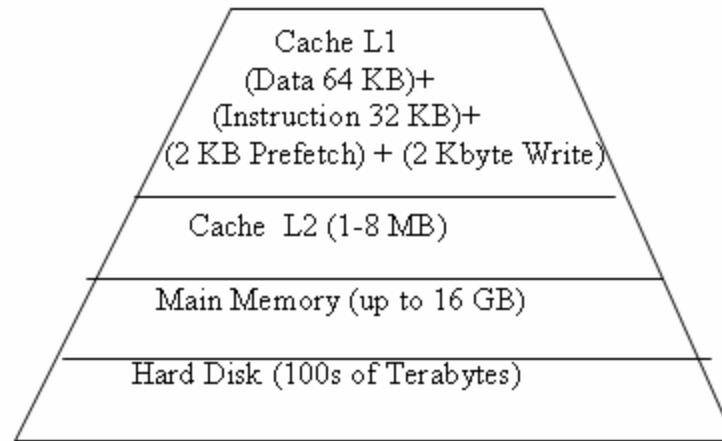 Cache L1
(Data 64 KB)+
(Instruction 32 KB)+
(2 KB Prefetch) + (2 Kbyte Write)
Cache L2 (1-8 MB)
Main Memory (up to 16 GB)
Hard Disk (100s of Terabytes)